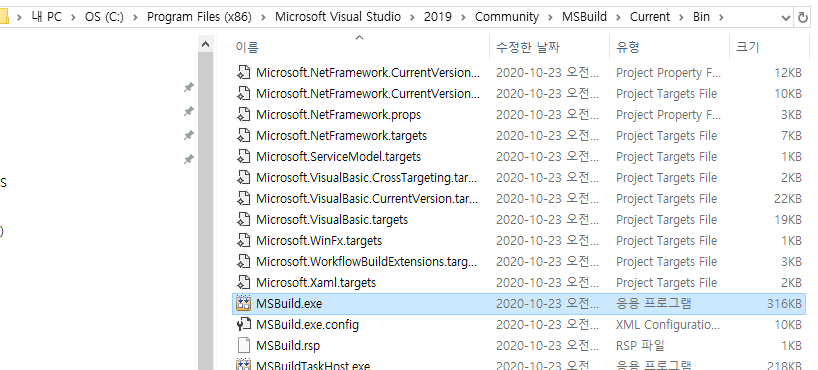 내 PC > OS (C:) > Program Files (x86) > Microsoft Visual Studio > 2019 > Community > MSBuild > Current > Bin >
이름 수정한 날짜 유형 크기
Microsoft.NetFramework.CurrentVersion... 2020-10-23 오전... Project Property F... 12KB
Microsoft.NetFramework.CurrentVersion... 2020-10-23 오전... Project Targets File 10KB
Microsoft.NetFramework.props 2020-10-23 오전... Project Property F... 3KB
Microsoft.NetFramework.targets 2020-10-23 오전... Project Targets File 7KB
Microsoft.ServiceModel.targets 2020-10-23 오전... Project Targets File 1KB
Microsoft.VisualBasic.CrossTargeting.tar... 2020-10-23 오전... Project Targets File 2KB
S
Microsoft.VisualBasic.CurrentVersion.tar... 2020-10-23 오전... Project Targets File 22KB
Microsoft.VisualBasic.targets 2020-10-23 오전... Project Targets File 19KB
)
Microsoft.WinFx.targets 2020-10-23 오전... Project Targets File 1KB
Microsoft.WorkflowBuildExtensions.targ... 2020-10-23 오전... Project Targets File 3KB
Microsoft.Xaml.targets 2020-10-23 오전... Project Targets File 2KB
MSBuild.exe 2020-10-23 오전... 응용 프로그램 316KB
MSBuild.exe.config 2020-10-23 오전... XML Configuratio... 10KB
MSBuild.rsp 2020-10-23 오전... RSP 파일 1KB
MSBuildTaskHost.exe 2020-10-23 오전... 응용 프로그램 218KB